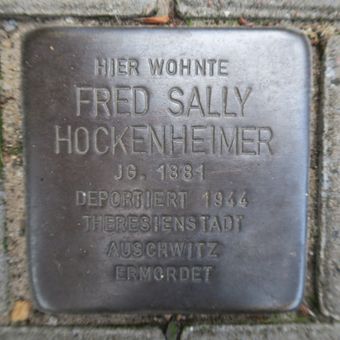 HIER WOHNTE
FRED SALLY
HOCKENHEIMER
JG. 1881
DEPORTIERT 1944
THERESIENSTADT
AUSCHWITZ
ERMORDET